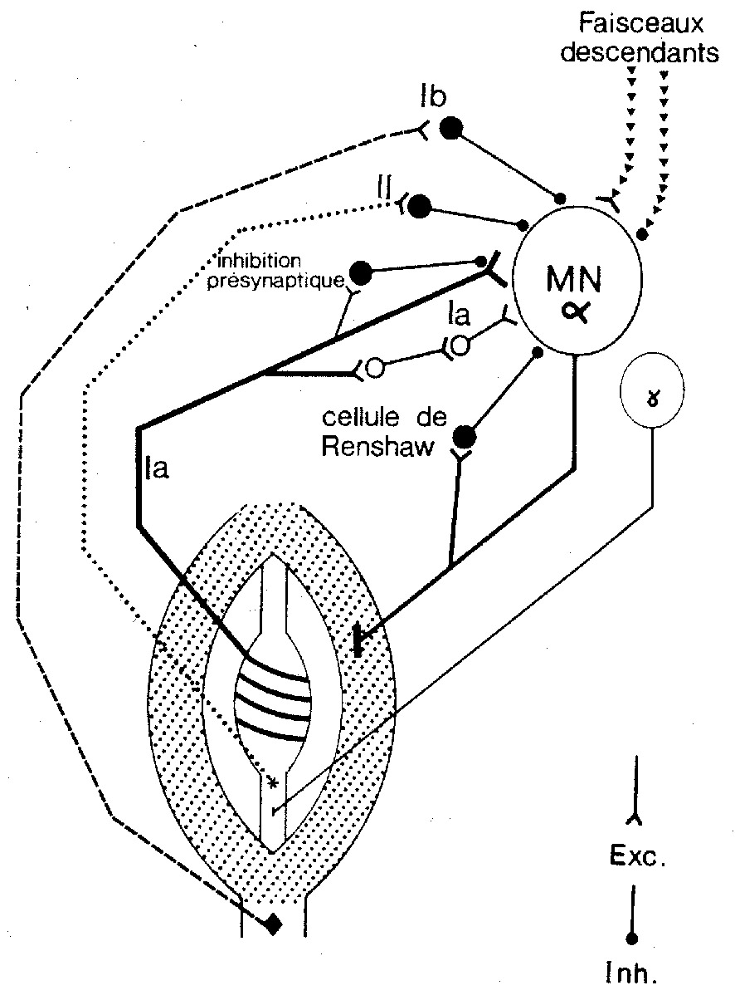 Faisceaux
descendants
Ib
II
inhibition
présynaptique
MN
α
Ia
γ
cellule de
Renshaw
Ia
Exc.
Inh.